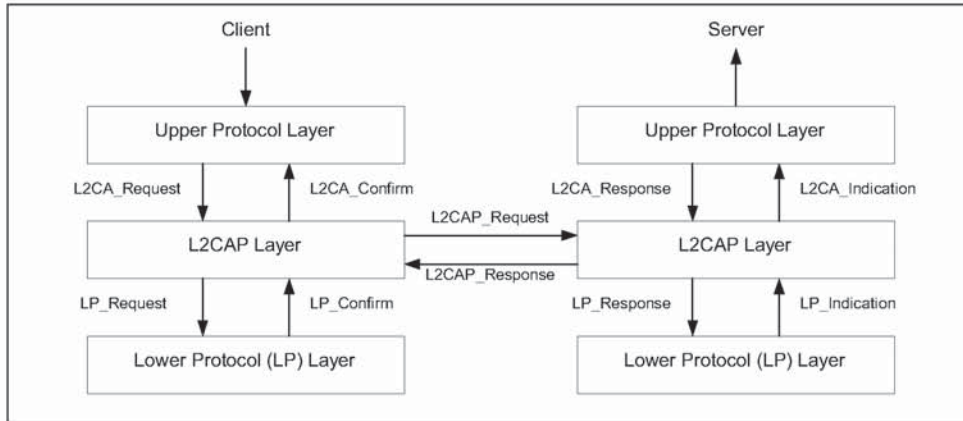 Client
Server
Upper Protocol Layer
Upper Protocol Layer
L2CA_Request
L2CA_Confirm
L2CA_Response
L2CA_Indication
L2CAP_Request
L2CAP Layer
L2CAP Layer
L2CAP_Response
LP_Request
LP_Confirm
LP_Response
LP_Indication
Lower Protocol (LP) Layer
Lower Protocol (LP) Layer